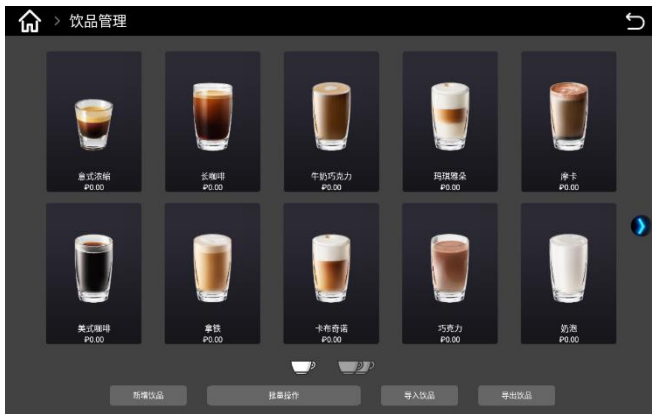 > 饮品管理
意式浓缩
₽0.00
长咖啡
₽0.00
牛奶巧克力
₽0.00
玛琪雅朵
₽0.00
摩卡
₽0.00
美式咖啡
₽0.00
拿铁
₽0.00
卡布奇诺
₽0.00
巧克力
₽0.00
奶泡
₽0.00
新增饮品
批量操作
导入饮品
导出饮品